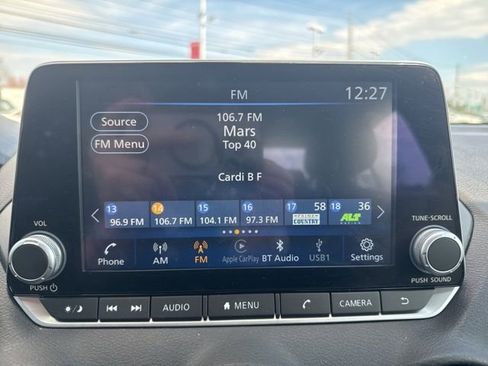 FM
12:27
Source
106.7 FM
Mars
FM Menu
Top 40
Cardi B F
13 14 15 16 17 58 18 36
96.9 FM 106.7 FM 104.1 FM 97.3 FM COUNTRY ALT
VOL
TUNE-SCROLL
Phone AM FM Apple CarPlay BT Audio USB1 Settings
PUSH
PUSH SOUND
AUDIO MENU CAMERA